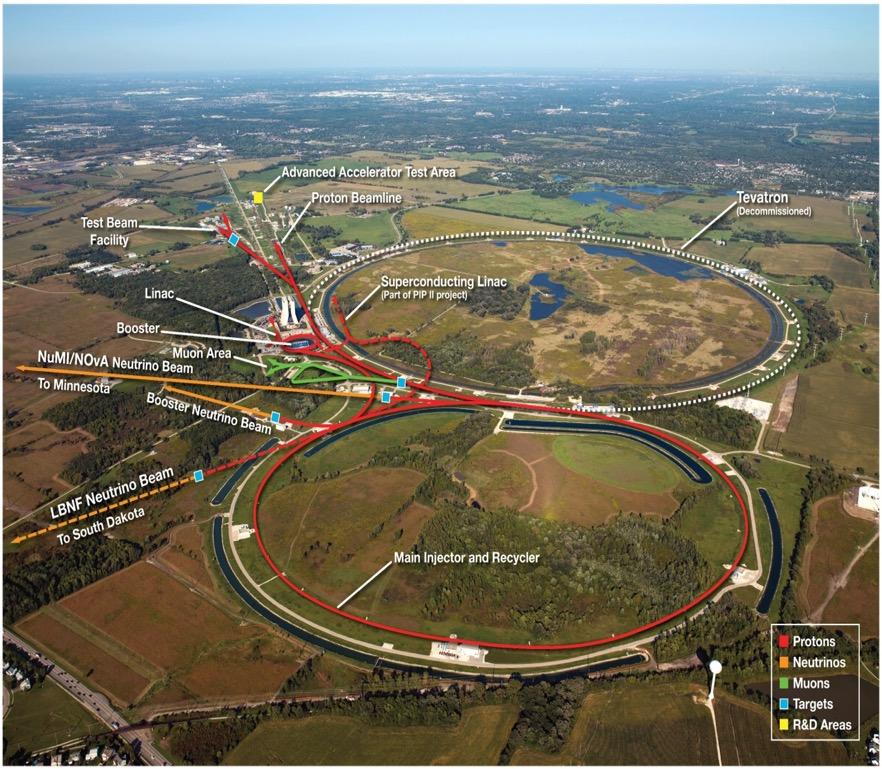 Advanced Accelerator Test Area
Proton Beamline
Tevatron
(Decommissioned)
Test Beam
Facility
Superconducting Linac
(Part of PIP II project)
Linac
Booster
Muon Area
NuMI/NOvA Neutrino Beam
To Minnesota
Booster Neutrino Beam
LBNF Neutrino Beam
To South Dakota
Main Injector and Recycler
Protons
Neutrinos
Muons
Targets
R&D Areas